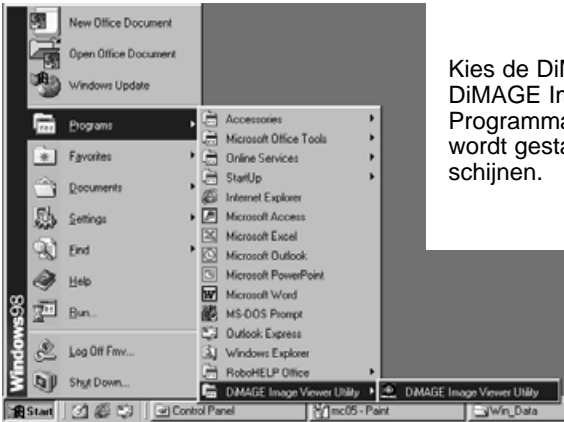 New Office Document
Open Office Document
Windows Update
Programs
Favorites
Documents
Settings
Find
Help
Run...
Log Off Fmv...
Shut Down...
Windows98
Accessories
Microsoft Office Tools
Online Services
StartUp
Internet Explorer
Microsoft Access
Microsoft Excel
Microsoft Outlook
Microsoft PowerPoint
Microsoft Word
MS-DOS Prompt
Outlook Express
Windows Explorer
RoboHELP Office
DiMAGE Image Viewer Utility
DiMAGE Image Viewer Utility
Start
Control Panel
mc05 - Paint
Win_Data
Kies de DiM
DiMAGE Im
Programma
wordt gesta
schijnen.